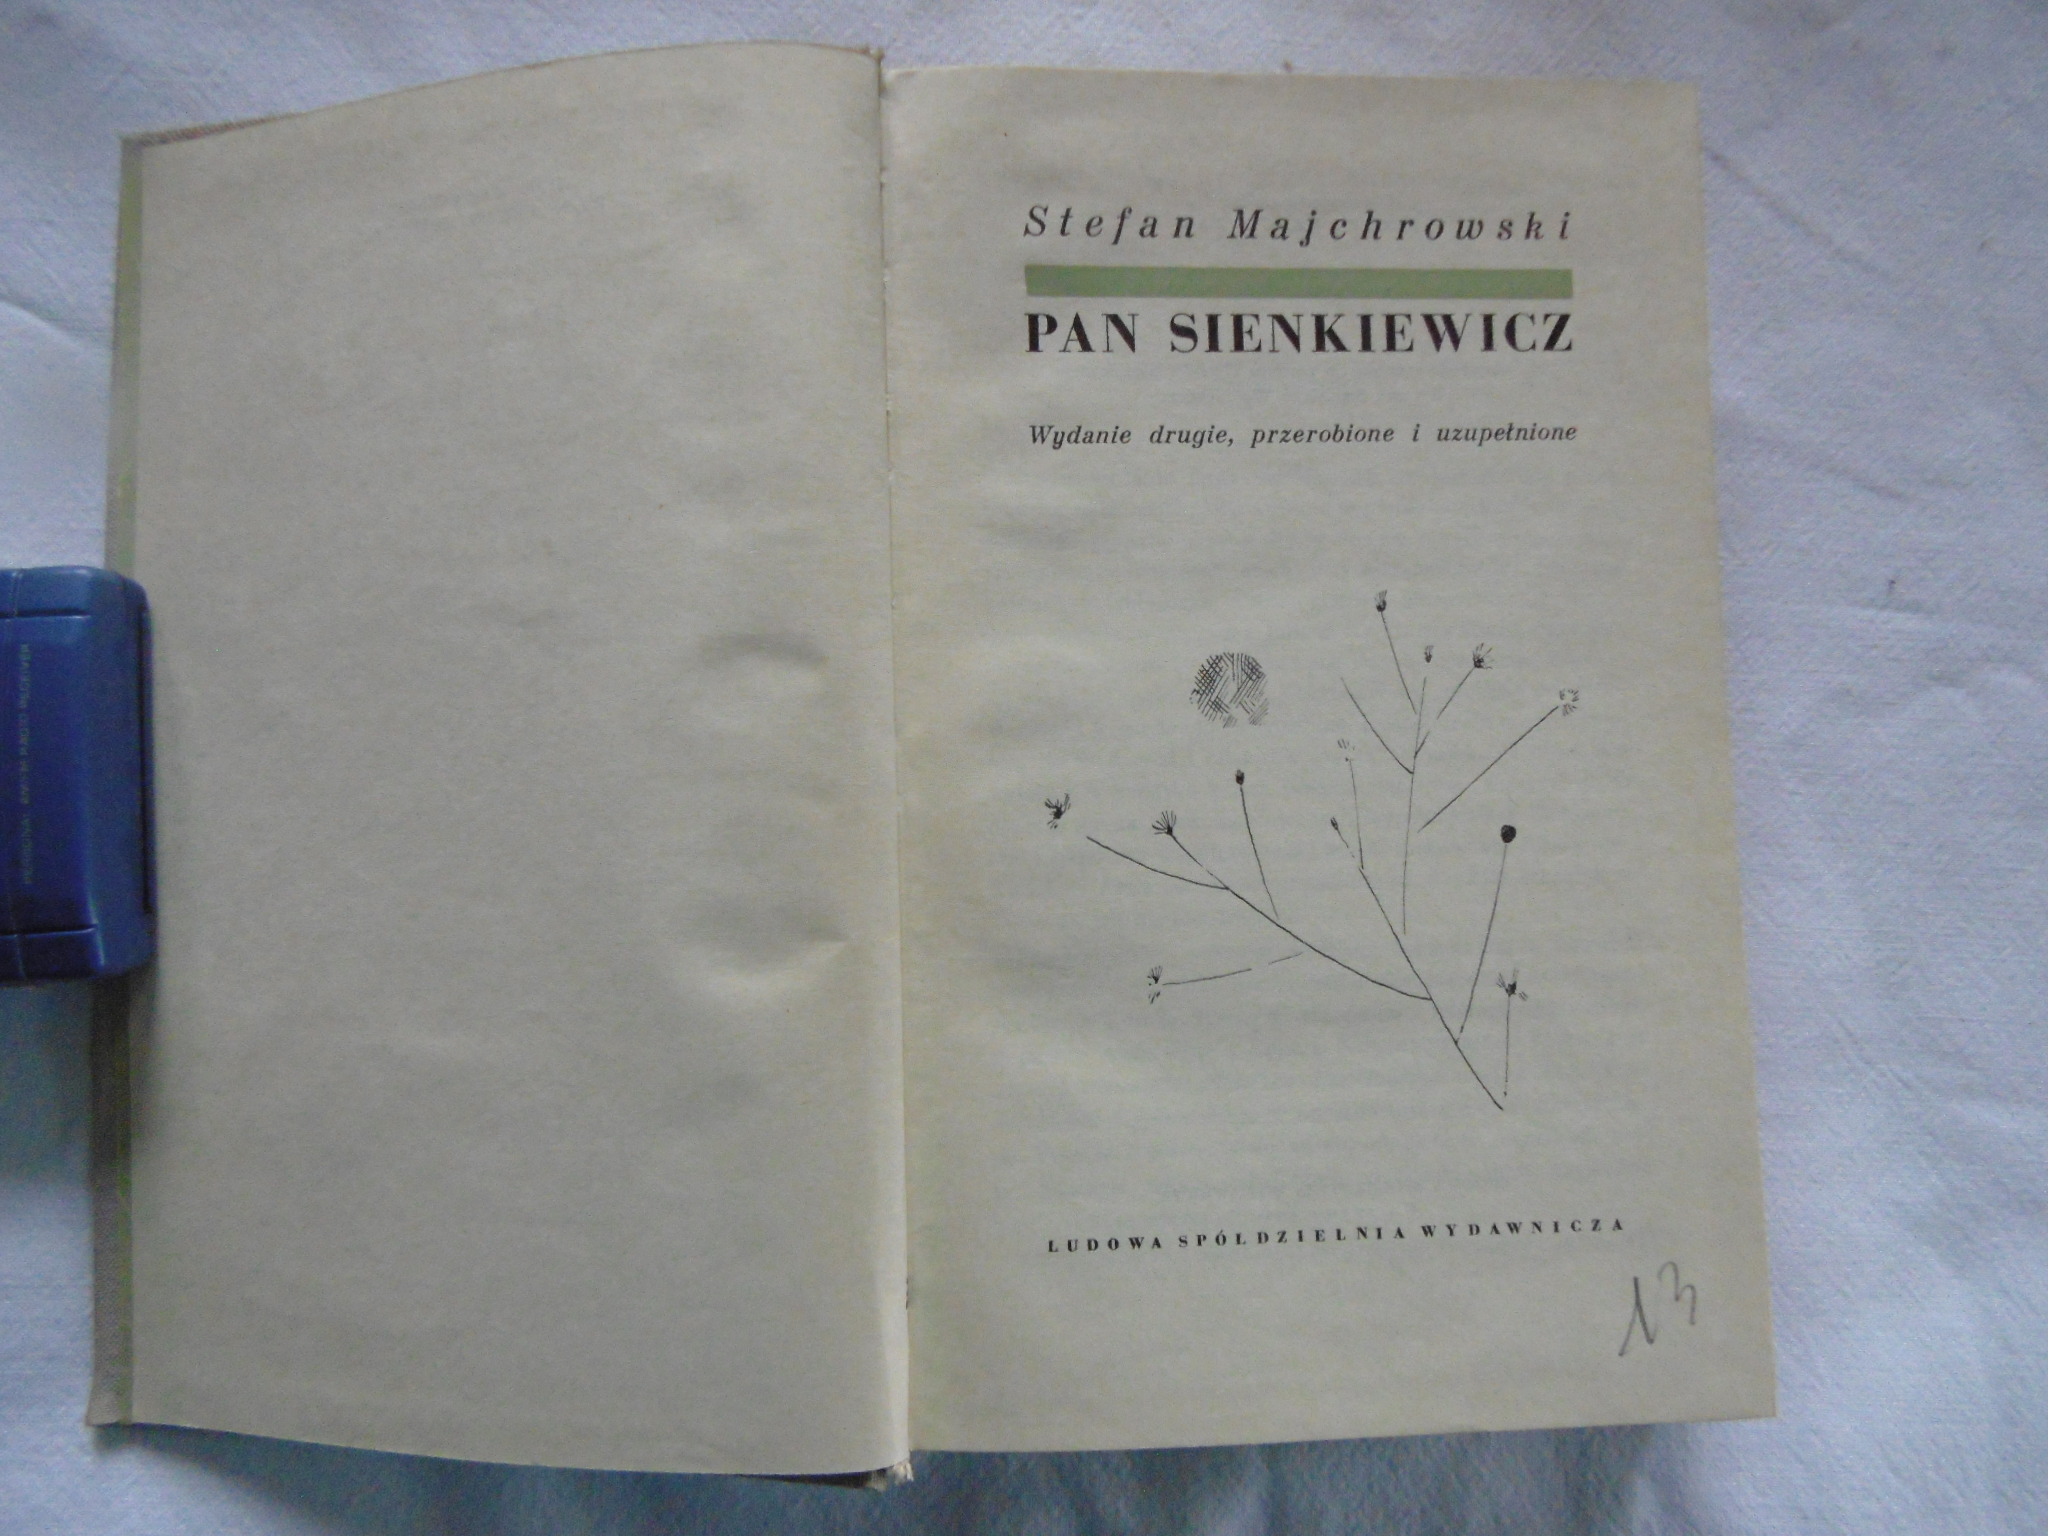 Stefan Majchrowski
PAN SIENKIEWICZ
Wydanie drugie, przerobione i uzupełnione
LUDOWA SPÓŁDZIELNIA WYDAWNICZA
13